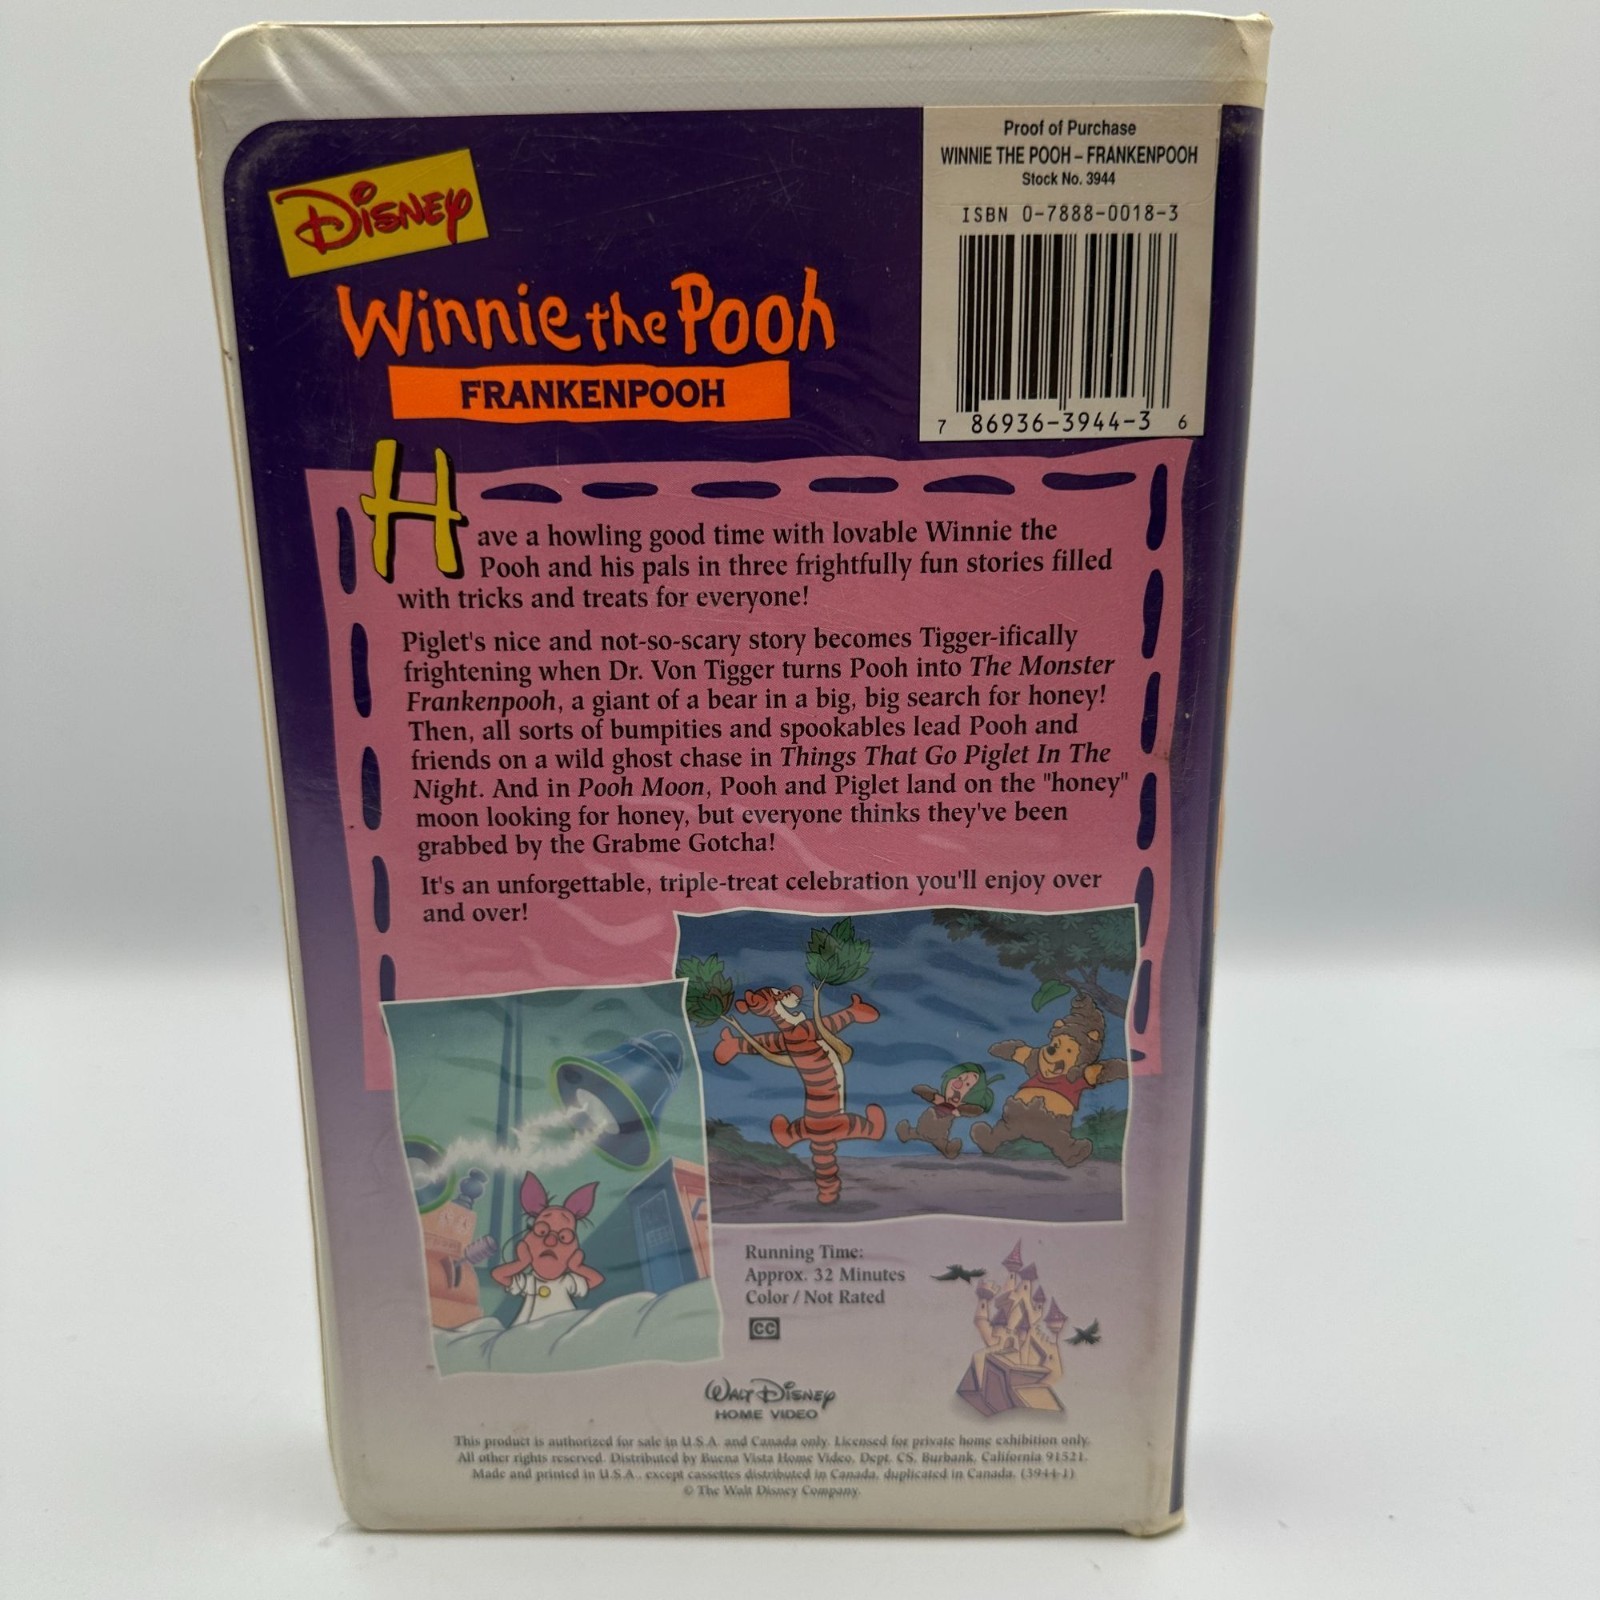 Disney
Winnie the Pooh
FRANKENPOOH
Proof of Purchase
WINNIE THE POOH – FRANKENPOOH
Stock No. 3944
ISBN 0-7888-0018-3
7 86936-3944-3 6
Have a howling good time with lovable Winnie the
Pooh and his pals in three frightfully fun stories filled
with tricks and treats for everyone!
Piglet's nice and not-so-scary story becomes Tigger-ifically
frightening when Dr. Von Tigger turns Pooh into The Monster
Frankenpooh, a giant of a bear in a big, big search for honey!
Then, all sorts of bumpities and spookables lead Pooh and
friends on a wild ghost chase in Things That Go Piglet In The
Night. And in Pooh Moon, Pooh and Piglet land on the "honey"
moon looking for honey, but everyone thinks they've been
grabbed by the Grabme Gotcha!
It's an unforgettable, triple-treat celebration you'll enjoy over
and over!
Running Time:
Approx. 32 Minutes
Color / Not Rated
CC
Walt Disney
HOME VIDEO
This product is authorized for sale in U.S.A. and Canada only. Licensed for private home exhibition only.
All other rights reserved. Distributed by Buena Vista Home Video, Dept. CS, Burbank, California 91521.
Made and printed in U.S.A., except cassettes distributed in Canada, duplicated in Canada. (3944-1)
© The Walt Disney Company.